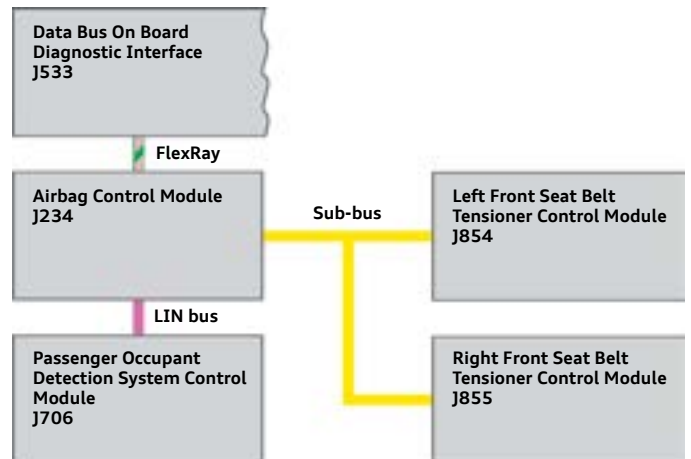 Data Bus On Board
Diagnostic Interface
J533
FlexRay
Airbag Control Module
J234
Sub-bus
Left Front Seat Belt
Tensioner Control Module
J854
LIN bus
Passenger Occupant
Detection System Control
Module
J706
Right Front Seat Belt
Tensioner Control Module
J855